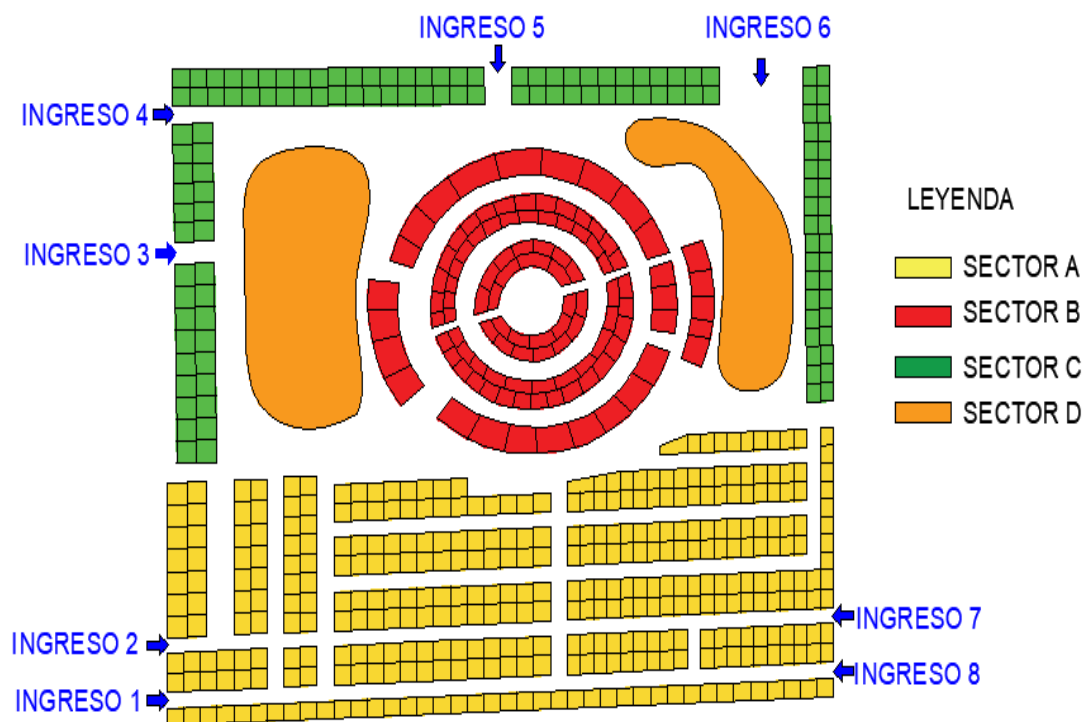 INGRESO 5
INGRESO 6
INGRESO 4
INGRESO 3
LEYENDA
SECTOR A
SECTOR B
SECTOR C
SECTOR D
INGRESO 2
INGRESO 7
INGRESO 1
INGRESO 8